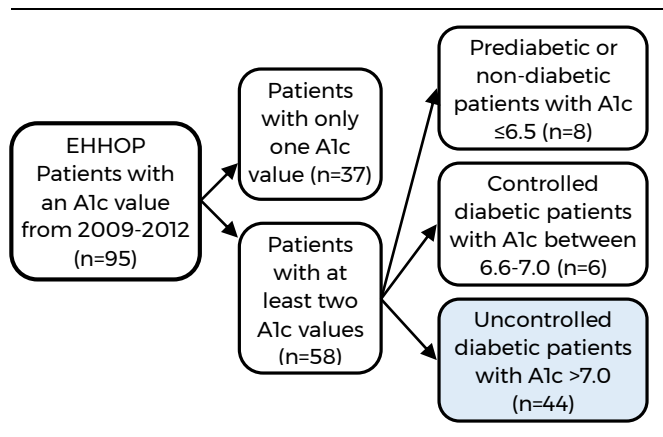 EHHOP
Patients with
an A1c value
from 2009-2012
(n=95)
Patients
with only
one A1c
value (n=37)
Patients
with at
least two
A1c values
(n=58)
Prediabetic or
non-diabetic
patients with A1c
≤6.5 (n=8)
Controlled
diabetic patients
with A1c between
6.6-7.0 (n=6)
Uncontrolled
diabetic patients
with A1c >7.0
(n=44)